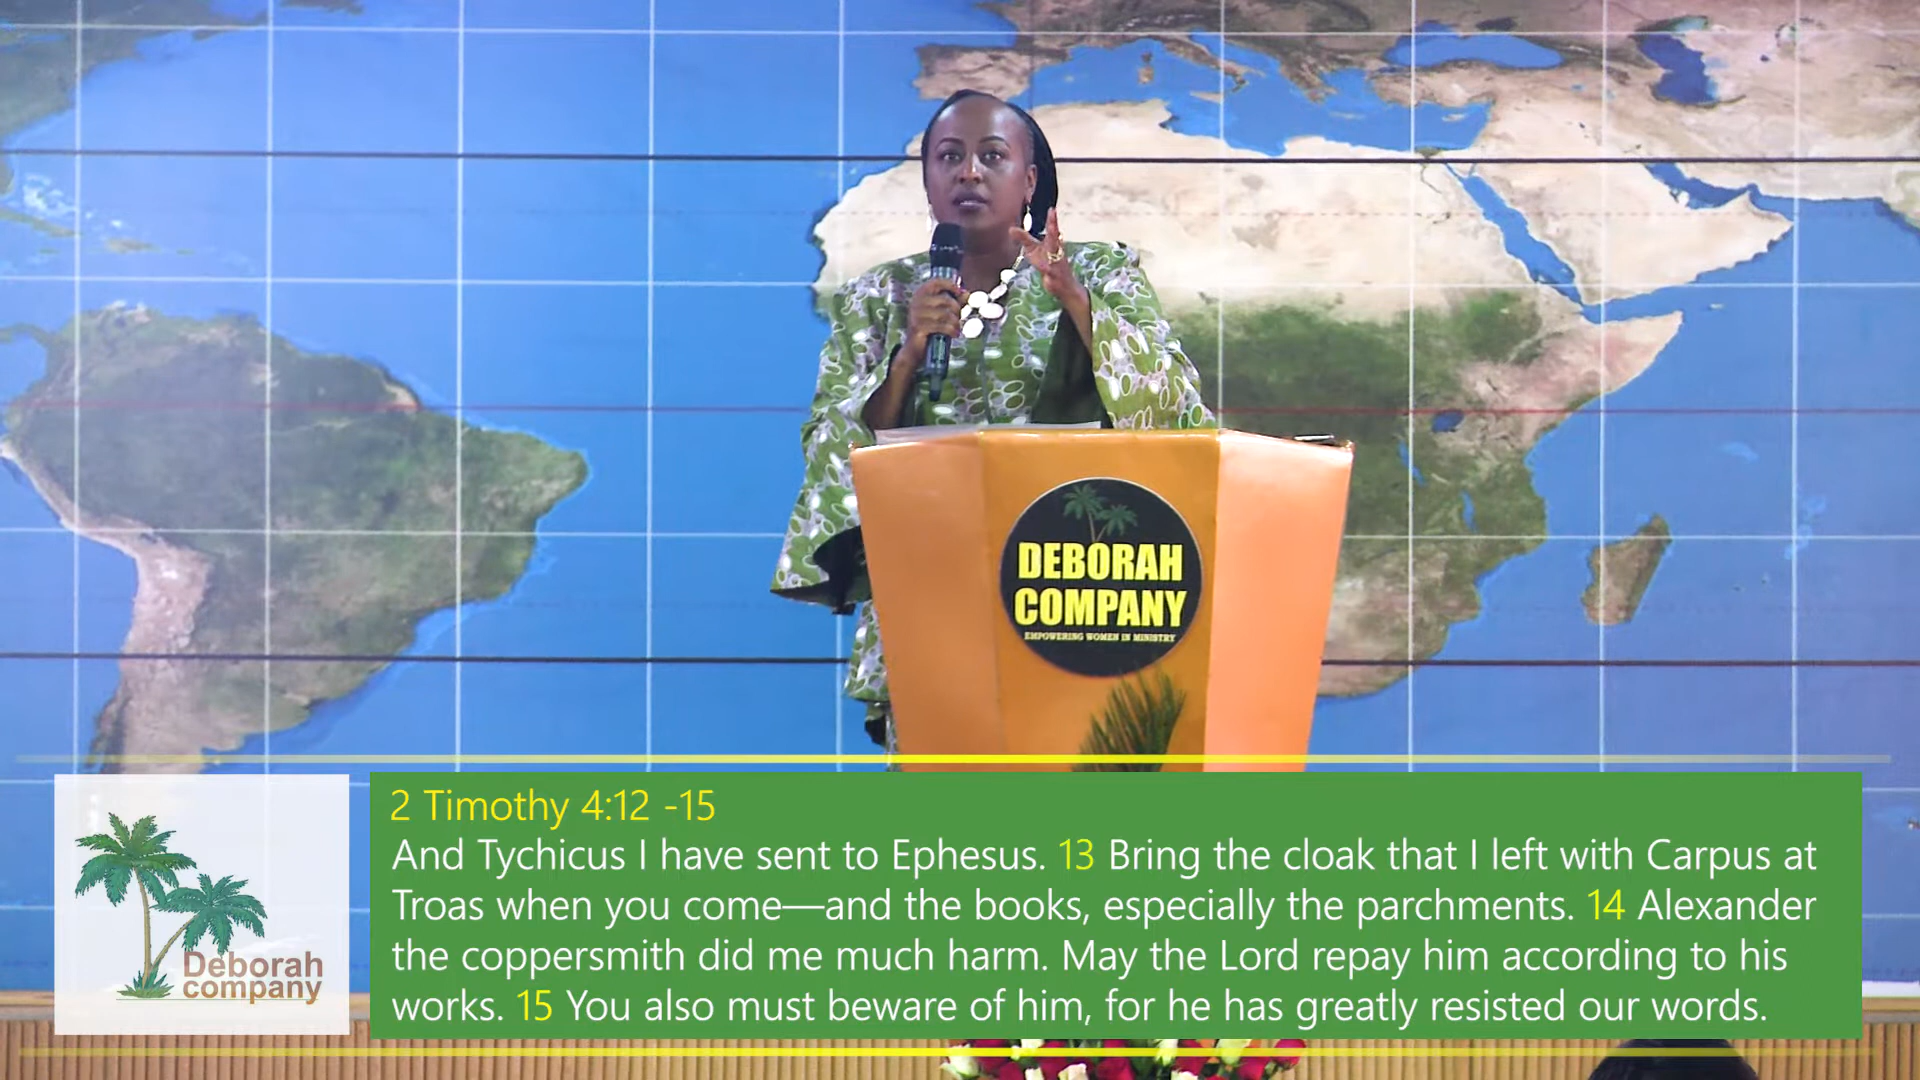 DEBORAH
COMPANY
EMPOWERING WOMEN IN MINISTRY
2 Timothy 4:12 -15
And Tychicus I have sent to Ephesus. 13 Bring the cloak that I left with Carpus at
Troas when you come—and the books, especially the parchments. 14 Alexander
the coppersmith did me much harm. May the Lord repay him according to his
works. 15 You also must beware of him, for he has greatly resisted our words.
Deborah
company